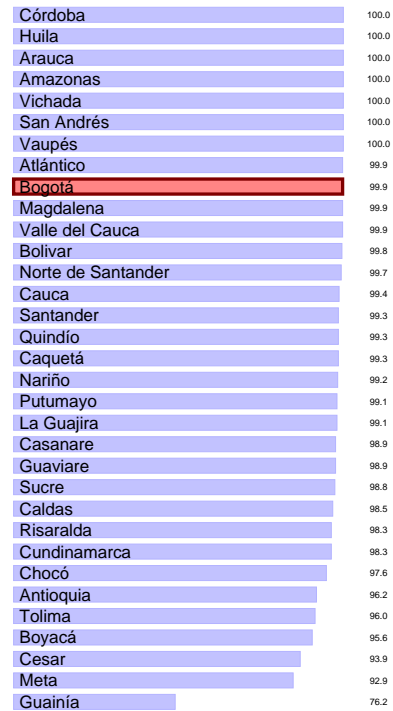 Córdoba 100.0
Huila 100.0
Arauca 100.0
Amazonas 100.0
Vichada 100.0
San Andrés 100.0
Vaupés 100.0
Atlántico 99.9
Bogotá 99.9
Magdalena 99.9
Valle del Cauca 99.9
Bolivar 99.8
Norte de Santander 99.7
Cauca 99.4
Santander 99.3
Quindío 99.3
Caquetá 99.3
Nariño 99.2
Putumayo 99.1
La Guajira 99.1
Casanare 98.9
Guaviare 98.9
Sucre 98.8
Caldas 98.5
Risaralda 98.3
Cundinamarca 98.3
Chocó 97.6
Antioquia 96.2
Tolima 96.0
Boyacá 95.6
Cesar 93.9
Meta 92.9
Guainía 76.2